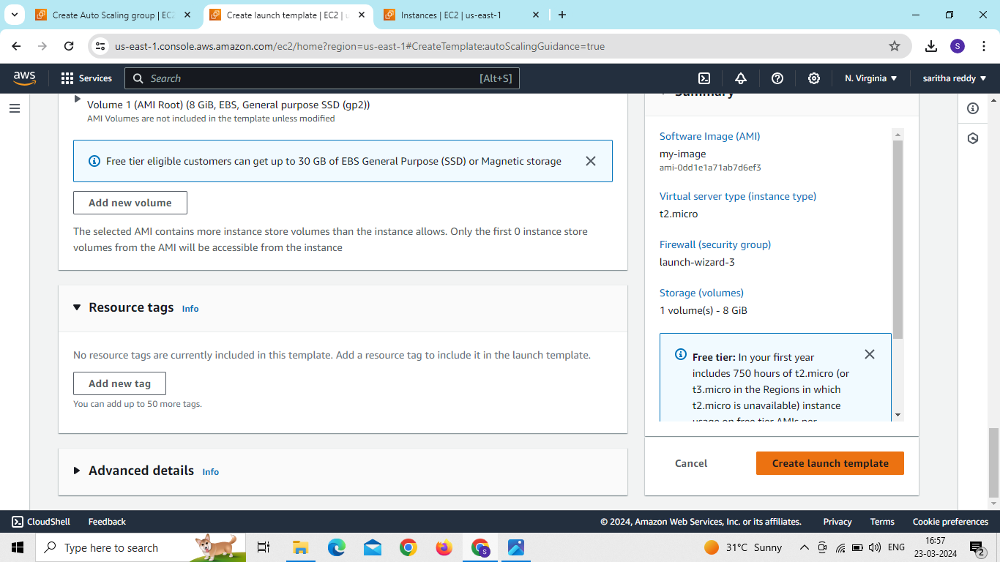 Create Auto Scaling group | EC2
Create launch template | EC2 | u
Instances | EC2 | us-east-1
us-east-1.console.aws.amazon.com/ec2/home?region=us-east-1#CreateTemplate:autoScalingGuidance=true
S
aws
Services
Search
[Alt+S]
N. Virginia
saritha reddy
Volume 1 (AMI Root) (8 GiB, EBS, General purpose SSD (gp2))
AMI Volumes are not included in the template unless modified
Free tier eligible customers can get up to 30 GB of EBS General Purpose (SSD) or Magnetic storage
Add new volume
The selected AMI contains more instance store volumes than the instance allows. Only the first 0 instance store
volumes from the AMI will be accessible from the instance
Resource tags Info
No resource tags are currently included in this template. Add a resource tag to include it in the launch template.
Add new tag
You can add up to 50 more tags.
Advanced details Info
Summary
Software Image (AMI)
my-image
ami-0dd1e1a71ab7d6ef3
Virtual server type (instance type)
t2.micro
Firewall (security group)
launch-wizard-3
Storage (volumes)
1 volume(s) - 8 GiB
Free tier: In your first year
includes 750 hours of t2.micro (or
t3.micro in the Regions in which
t2.micro is unavailable) instance
usage on free tier AMIs per
Cancel
Create launch template
CloudShell
Feedback
© 2024, Amazon Web Services, Inc. or its affiliates.
Privacy
Terms
Cookie preferences
Type here to search
S
31°C Sunny
ENG
16:57
23-03-2024
2